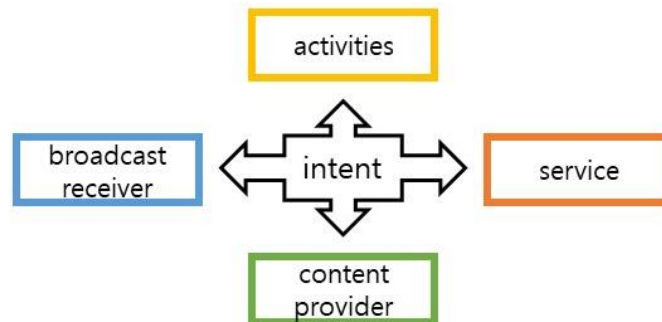 activities
broadcast
receiver
intent
service
content
provider